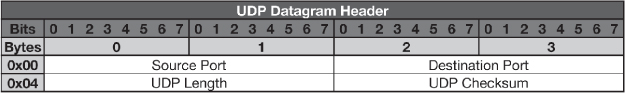 UDP Datagram Header
Bits 0 1 2 3 4 5 6 7 0 1 2 3 4 5 6 7 0 1 2 3 4 5 6 7 0 1 2 3 4 5 6 7
Bytes 0 1 2 3
0x00 Source Port Destination Port
0x04 UDP Length UDP Checksum